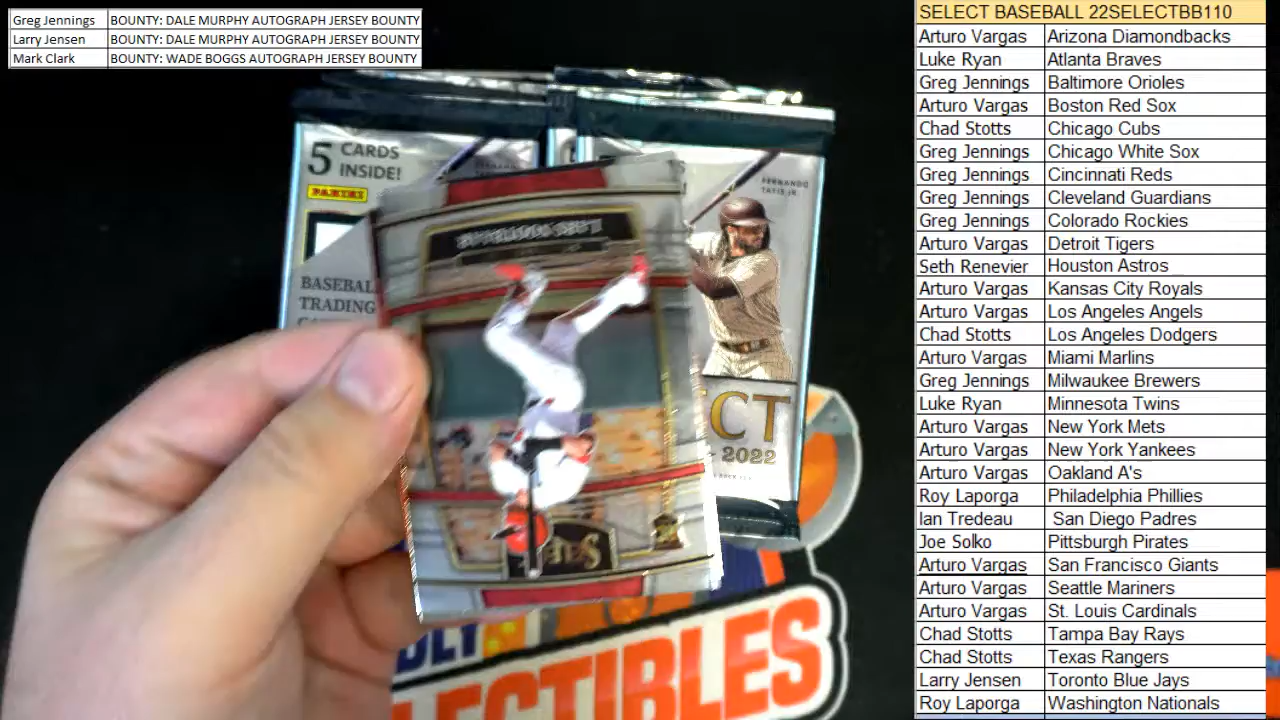 Greg Jennings BOUNTY: DALE MURPHY AUTOGRAPH JERSEY BOUNTY
Larry Jensen BOUNTY: DALE MURPHY AUTOGRAPH JERSEY BOUNTY
Mark Clark BOUNTY: WADE BOGGS AUTOGRAPH JERSEY BOUNTY
SELECT BASEBALL 22SELECTBB110
Arturo Vargas Arizona Diamondbacks
Luke Ryan Atlanta Braves
Greg Jennings Baltimore Orioles
Arturo Vargas Boston Red Sox
Chad Stotts Chicago Cubs
Greg Jennings Chicago White Sox
Greg Jennings Cincinnati Reds
Greg Jennings Cleveland Guardians
Greg Jennings Colorado Rockies
Arturo Vargas Detroit Tigers
Seth Renevier Houston Astros
Arturo Vargas Kansas City Royals
Arturo Vargas Los Angeles Angels
Chad Stotts Los Angeles Dodgers
Arturo Vargas Miami Marlins
Greg Jennings Milwaukee Brewers
Luke Ryan Minnesota Twins
Arturo Vargas New York Mets
Arturo Vargas New York Yankees
Arturo Vargas Oakland A's
Roy Laporga Philadelphia Phillies
Ian Tredeau San Diego Padres
Joe Solko Pittsburgh Pirates
Arturo Vargas San Francisco Giants
Arturo Vargas Seattle Mariners
Arturo Vargas St. Louis Cardinals
Chad Stotts Tampa Bay Rays
Chad Stotts Texas Rangers
Larry Jensen Toronto Blue Jays
Roy Laporga Washington Nationals
5 CARDS
INSIDE!
PANINI
BASEBAL
TRADING
FERNANDO
TATIS JR
ECT
2022
Select
DLY
LECTIBLES